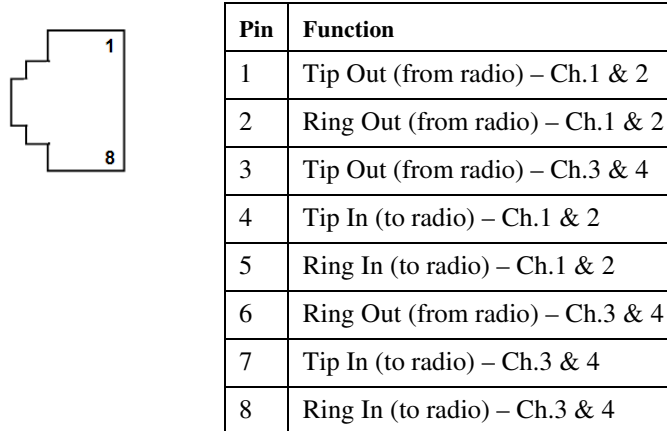 1
8
Pin Function
1 Tip Out (from radio) – Ch.1 & 2
2 Ring Out (from radio) – Ch.1 & 2
3 Tip Out (from radio) – Ch.3 & 4
4 Tip In (to radio) – Ch.1 & 2
5 Ring In (to radio) – Ch.1 & 2
6 Ring Out (from radio) – Ch.3 & 4
7 Tip In (to radio) – Ch.3 & 4
8 Ring In (to radio) – Ch.3 & 4